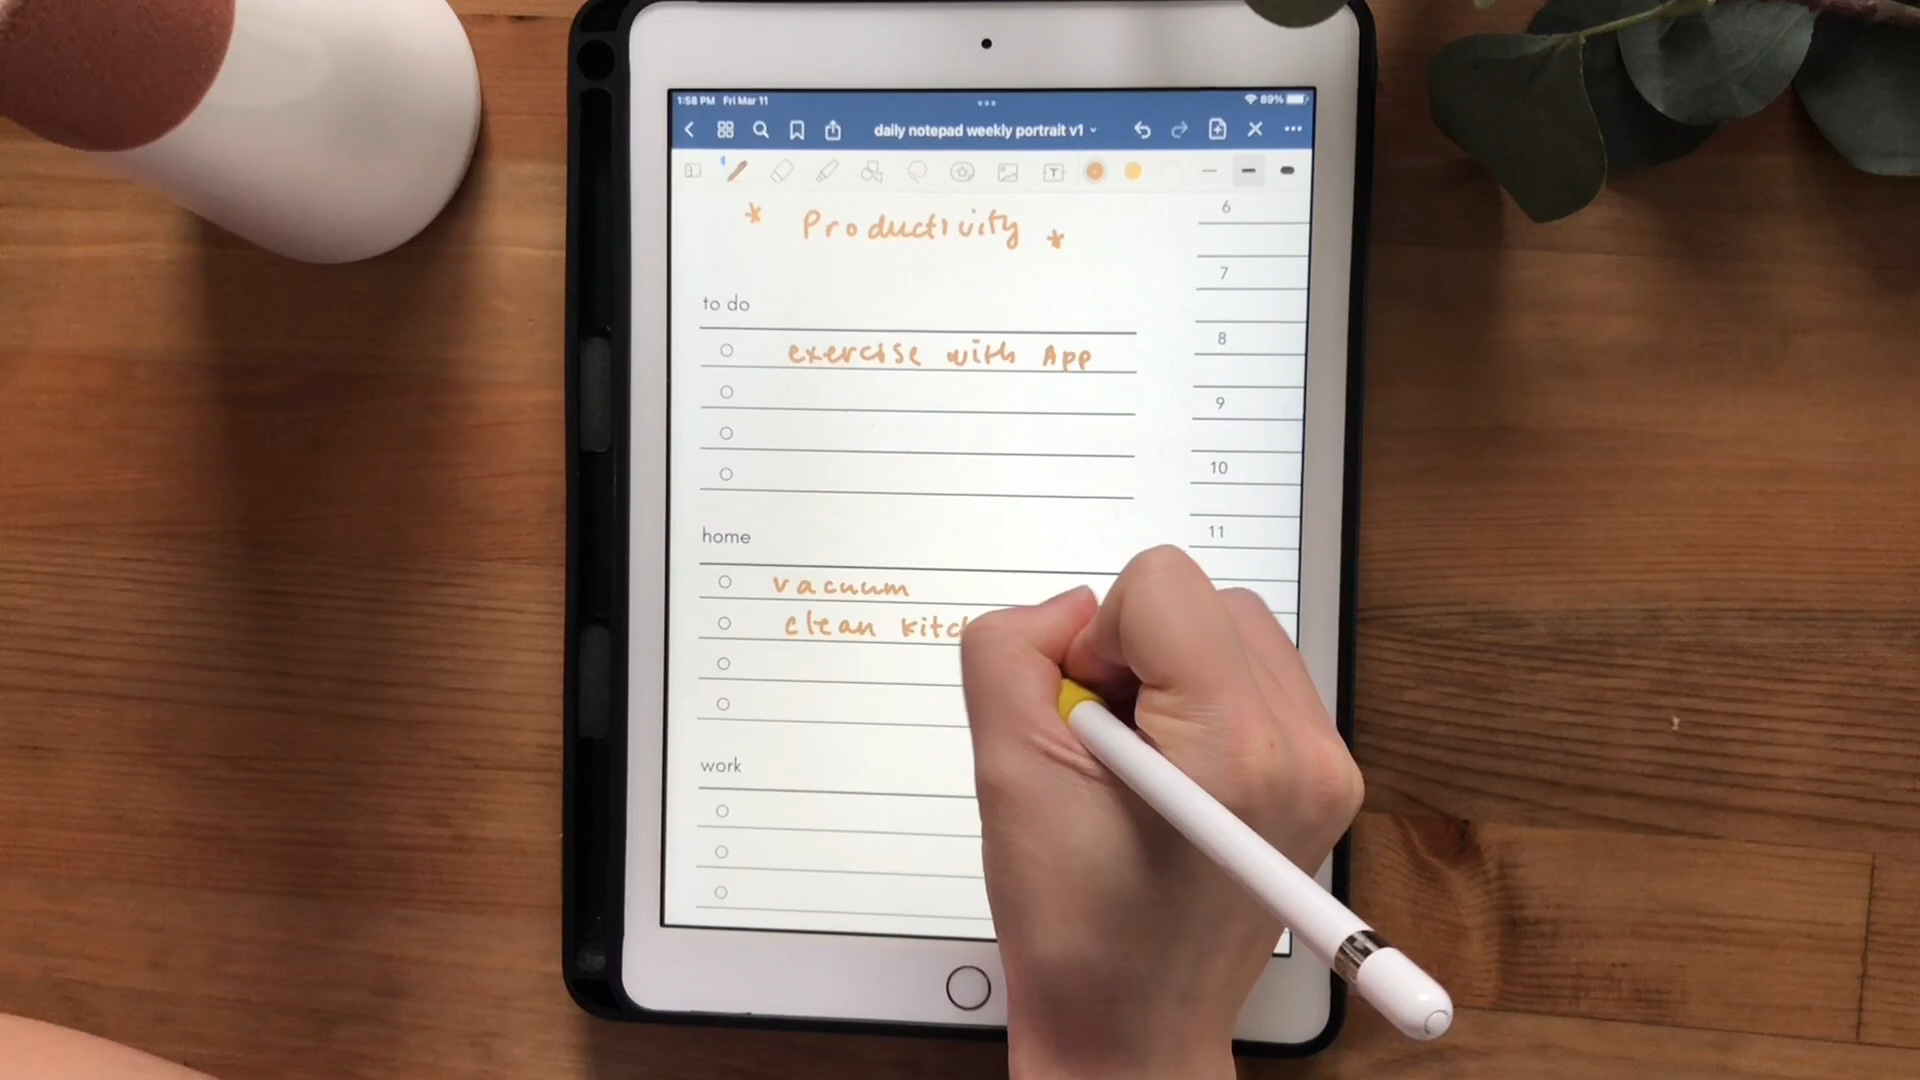 1:58 PM Fri Mar 11
89%
daily notepad weekly portrait v1
* Productivity *
to do
exercise with App
home
vacuum
clean kitc
work
6
7
8
9
10
11